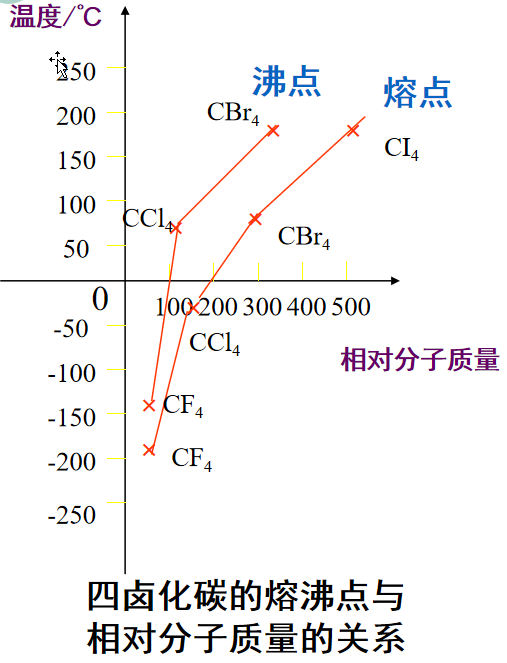 温度/℃
250
200
150
100
50
0
-50
-100
-150
-200
-250
100 200 300 400 500
沸点
熔点
CBr₄
CI₄
CCl₄
CBr₄
CCl₄
CF₄
CF₄
相对分子质量
四卤化碳的熔沸点与
相对分子质量的关系